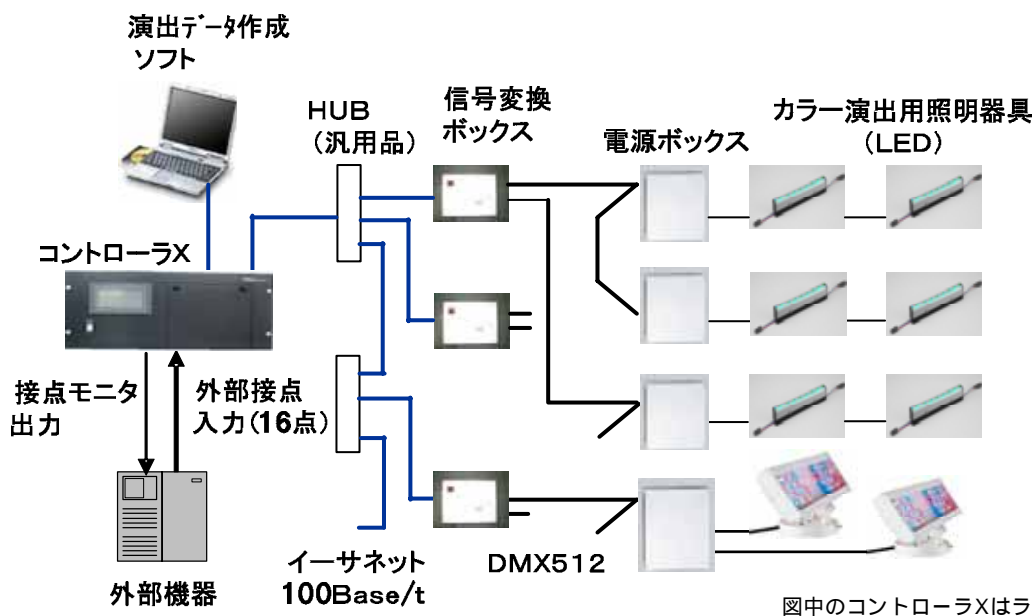 演出データ作成
ソフト
HUB
(汎用品)
信号変換
ボックス
電源ボックス
カラー演出用照明器具
(LED)
コントローラX
接点モニタ
出力
外部接点
入力(16点)
外部機器
イーサネット
100Base/t
DMX512
図中のコントローラXはラ